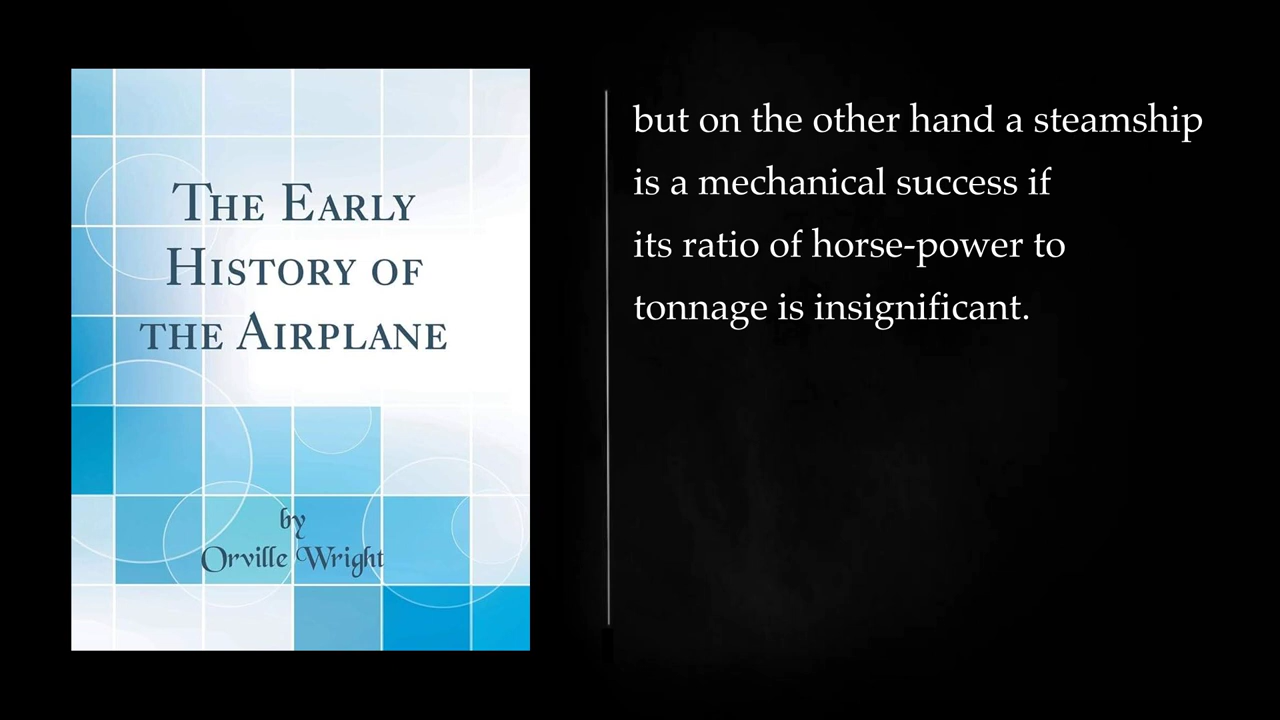 The Early
History of
the Airplane
by
Orville Wright
but on the other hand a steamship
is a mechanical success if
its ratio of horse-power to
tonnage is insignificant.